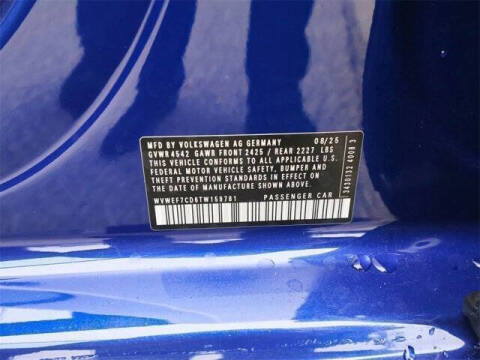 MFD BY VOLKSWAGEN AG GERMANY 08/25
GVWR 4542 GAWR FRONT 2425 / REAR 2227 LBS
THIS VEHICLE CONFORMS TO ALL APPLICABLE U.S.
FEDERAL MOTOR VEHICLE SAFETY, BUMPER, AND
THEFT PREVENTION STANDARDS IN EFFECT ON THE
DATE OF MANUFACTURE SHOWN ABOVE.
WVWEF7CD6TW159781 PASSENGER CAR